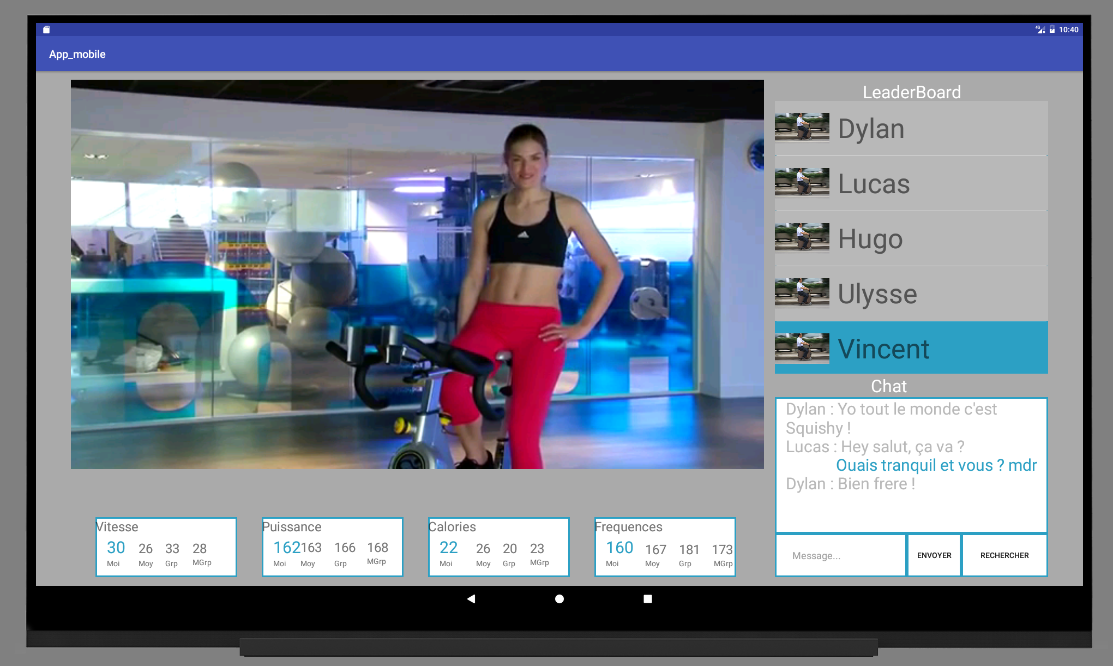 10:40
App_mobile
LeaderBoard
Dylan
Lucas
Hugo
Ulysse
Vincent
Chat
Dylan : Yo tout le monde c'est
Squishy !
Lucas : Hey salut, ça va ?
Ouais tranquil et vous ? mdr
Dylan : Bien frere !
Message...
ENVOYER
RECHERCHER
Vitesse
30 26 33 28
Moi Moy Grp MGrp
Puissance
162 163 166 168
Moi Moy Grp MGrp
Calories
22 26 20 23
Moi Moy Grp MGrp
Frequences
160 167 181 173
Moi Moy Grp MGrp